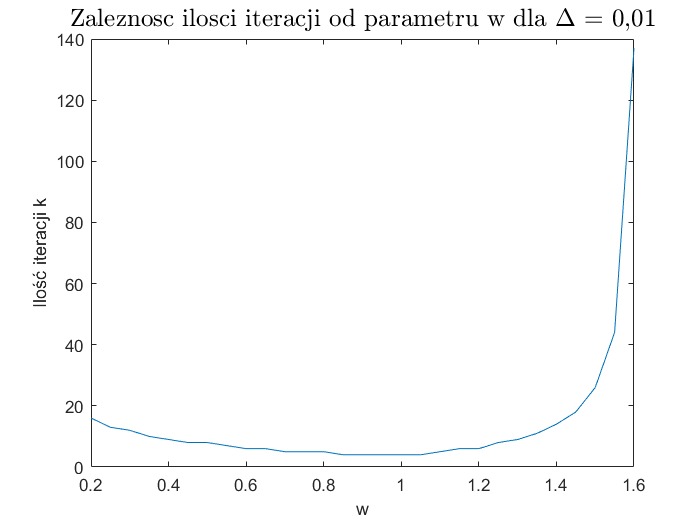 Zaleznosc ilosci iteracji od parametru w dla Δ = 0,01
140
120
100
80
60
40
20
0
Ilość iteracji k
0.2 0.4 0.6 0.8 1 1.2 1.4 1.6
w